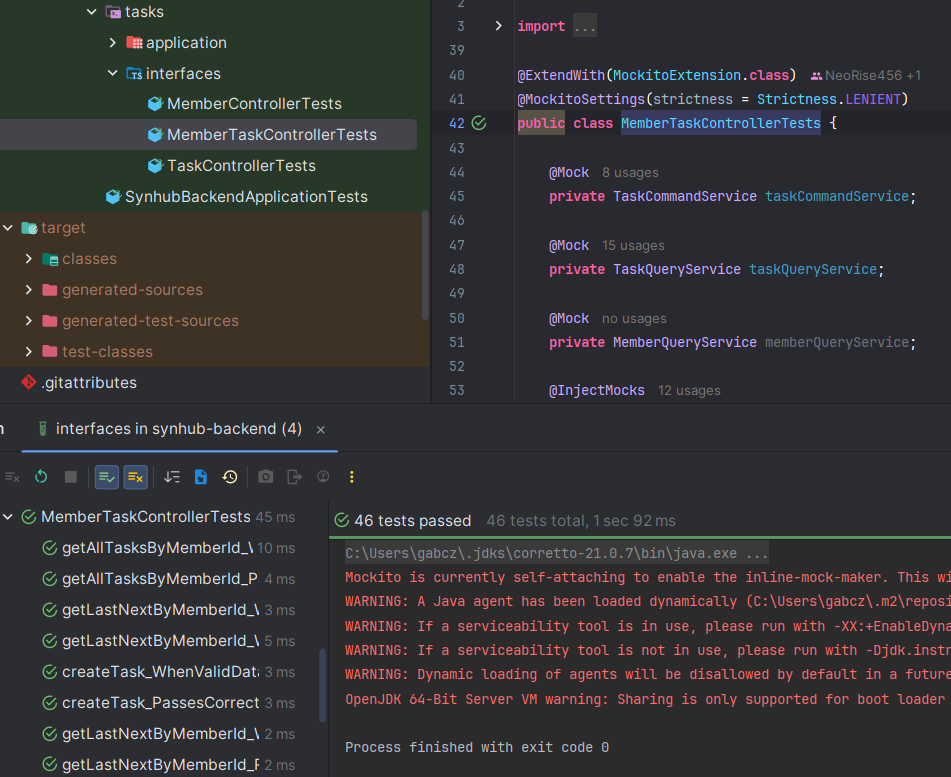 tasks
application
interfaces
MemberControllerTests
MemberTaskControllerTests
TaskControllerTests
SynhubBackendApplicationTests
target
classes
generated-sources
generated-test-sources
test-classes
.gitattributes
2
3 import ...
39
40 @ExtendWith(MockitoExtension.class) NeoRise456 +1
41 @MockitoSettings(strictness = Strictness.LENIENT)
42 public class MemberTaskControllerTests {
43
44 @Mock 8 usages
45 private TaskCommandService taskCommandService;
46
47 @Mock 15 usages
48 private TaskQueryService taskQueryService;
49
50 @Mock no usages
51 private MemberQueryService memberQueryService;
52
53 @InjectMocks 12 usages
interfaces in synhub-backend (4)
MemberTaskControllerTests 45 ms
getAllTasksByMemberId_ 10 ms
getAllTasksByMemberId_P 4 ms
getLastNextByMemberId_ 3 ms
getLastNextByMemberId_ 5 ms
createTask_WhenValidData 3 ms
createTask_PassesCorrect 3 ms
getLastNextByMemberId_ 2 ms
getLastNextByMemberId_ 2 ms
46 tests passed 46 tests total, 1 sec 92 ms
C:\Users\gabcz\.jdks\corretto-21.0.7\bin\java.exe ...
Mockito is currently self-attaching to enable the inline-mock-maker. This wi
WARNING: A Java agent has been loaded dynamically (C:\Users\gabcz\.m2\reposi
WARNING: If a serviceability tool is in use, please run with -XX:+EnableDyna
WARNING: If a serviceability tool is not in use, please run with -Djdk.instr
WARNING: Dynamic loading of agents will be disallowed by default in a future
OpenJDK 64-Bit Server VM warning: Sharing is only supported for boot loader
Process finished with exit code 0